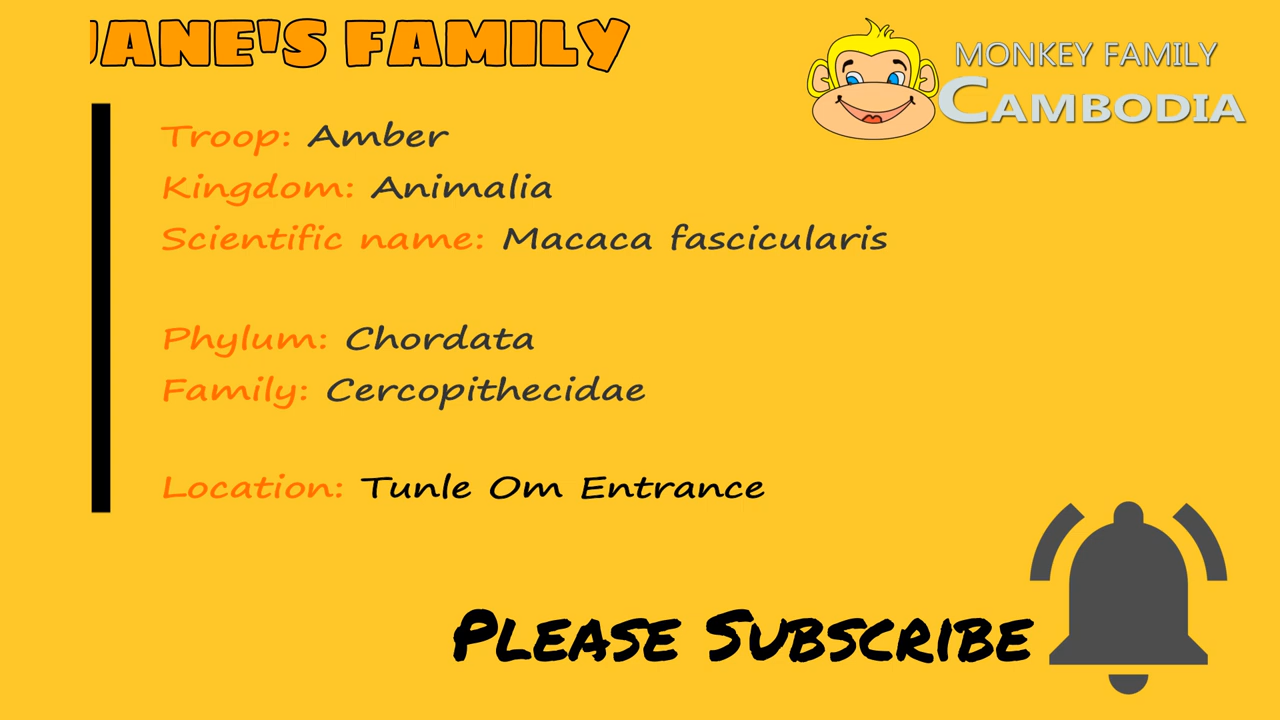 JANE'S FAMILY
MONKEY FAMILY
CAMBODIA
Troop: Amber
Kingdom: Animalia
Scientific name: Macaca fascicularis
Phylum: Chordata
Family: Cercopithecidae
Location: Tunle Om Entrance
PLEASE SUBSCRIBE